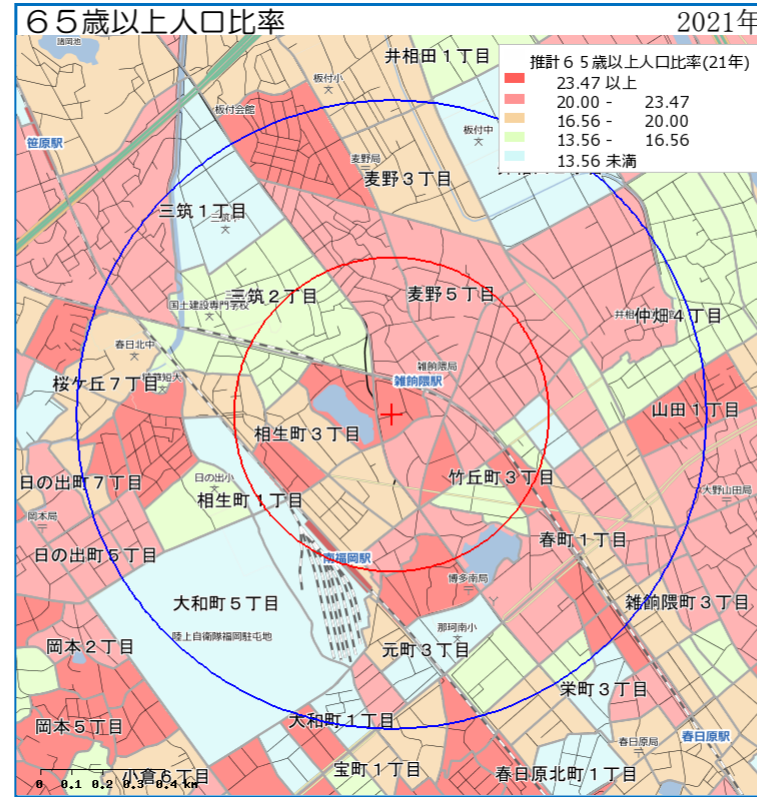 ６５歳以上人口比率
2021年
諸岡池
井相田１丁目
推計６５歳以上人口比率(21年)
23.47 以上
20.00 - 23.47
16.56 - 20.00
13.56 - 16.56
13.56 未満
板付小
板付会館
板付中
笹原駅
麦野局
麦野３丁目
三筑１丁目
三筑２丁目
麦野５丁目
国土建設専門学校
仲畑４丁目
春日北中
雑餉隈局
雑餉隈駅
桜ケ丘７丁目
山田１丁目
相生町３丁目
日の出小
竹丘町３丁目
日の出町７丁目
大野山田局
相生町１丁目
岡本局
春町１丁目
日の出町５丁目
南福岡駅
博多南局
大和町５丁目
雑餉隈町３丁目
陸上自衛隊福岡駐屯地
那珂南小
岡本２丁目
元町３丁目
栄町３丁目
岡本５丁目
大和町１丁目
春日原局
春日原駅
小倉６丁目
宝町１丁目
春日原北町１丁目
0 0.1 0.2 0.3 0.4 km